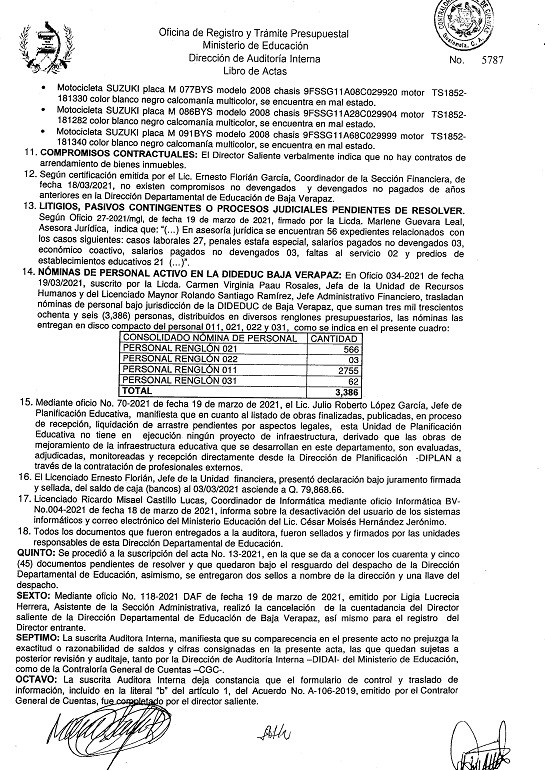 Oficina de Registro y Trámite Presupuestal
Ministerio de Educación
Dirección de Auditoría Interna
Libro de Actas
No. 5787
• Motocicleta SUZUKI placa M 077BYS modelo 2008 chasis 9FSSG11A08C029920 motor TS1852-
181330 color blanco negro calcomanía multicolor, se encuentra en mal estado.
• Motocicleta SUZUKI placa M 086BYS modelo 2008 chasis 9FSSG11A28C029904 motor TS1852-
181282 color blanco negro calcomanía multicolor, se encuentra en mal estado.
• Motocicleta SUZUKI placa M 091BYS modelo 2008 chasis 9FSSG11A68C029999 motor TS1852-
181340 color blanco negro calcomanía multicolor, se encuentra en mal estado.
11. COMPROMISOS CONTRACTUALES: El Director Saliente verbalmente indica que no hay contratos de
arrendamiento de bienes inmuebles.
12. Según certificación emitida por el Lic. Ernesto Florián García, Coordinador de la Sección Financiera, de
fecha 18/03/2021, no existen compromisos no devengados y devengados no pagados de años
anteriores en la Dirección Departamental de Educación de Baja Verapaz.
13. LITIGIOS, PASIVOS CONTINGENTES O PROCESOS JUDICIALES PENDIENTES DE RESOLVER.
Según Oficio 27-2021/mgl, de fecha 19 de marzo de 2021, firmado por la Licda. Marlene Guevara Leal,
Asesora Jurídica, indica que: "(...) En asesoría jurídica se encuentran 56 expedientes relacionados con
los casos siguientes: casos laborales 27, penales estafa especial, salarios pagados no devengados 03,
económico coactivo, salarios pagados no devengados 03, faltas al servicio 02 y predios de
establecimientos educativos 21 (...)".
14. NÓMINAS DE PERSONAL ACTIVO EN LA DIDEDUC BAJA VERAPAZ: En Oficio 034-2021 de fecha
19/03/2021, suscrito por la Licda. Carmen Virginia Paau Rosales, Jefa de la Unidad de Recursos
Humanos y del Licenciado Maynor Rolando Santiago Ramírez, Jefe Administrativo Financiero, trasladan
nóminas de personal bajo jurisdicción de la DIDEDUC de Baja Verapaz, que suman tres mil trescientos
ochenta y seis (3,386) personas, distribuidos en diversos renglones presupuestarios, las nóminas las
entregan en disco compacto del personal 011, 021, 022 y 031, como se indica en el presente cuadro:
CONSOLIDADO NÓMINA DE PERSONAL CANTIDAD
PERSONAL RENGLÓN 021 566
PERSONAL RENGLÓN 022 03
PERSONAL RENGLÓN 011 2755
PERSONAL RENGLÓN 031 62
TOTAL 3,386
15. Mediante oficio No. 70-2021 de fecha 19 de marzo de 2021, el Lic. Julio Roberto López García, Jefe de
Planificación Educativa, manifiesta que en cuanto al listado de obras finalizadas, publicadas, en proceso
de recepción, liquidación de arrastre pendientes por aspectos legales, esta Unidad de Planificación
Educativa no tiene en ejecución ningún proyecto de infraestructura, derivado que las obras de
mejoramiento de la infraestructura educativa que se desarrollan en este departamento, son evaluadas,
adjudicadas, monitoreadas y recepción directamente desde la Dirección de Planificación -DIPLAN a
través de la contratación de profesionales externos.
16. El Licenciado Ernesto Florián, Jefe de la Unidad financiera, presentó declaración bajo juramento firmada
y sellada, del saldo de caja (bancos) al 03/03/2021 asciende a Q. 79,868.66.
17. Licenciado Ricardo Misael Castillo Lucas, Coordinador de Informática mediante oficio Informática BV-
No.004-2021 de fecha 18 de marzo de 2021, informa sobre la desactivación del usuario de los sistemas
informáticos y correo electrónico del Ministerio Educación del Lic. César Moisés Hernández Jerónimo.
18. Todos los documentos que fueron entregados a la auditora, fueron sellados y firmados por las unidades
responsables de esta Dirección Departamental de Educación.
QUINTO: Se procedió a la suscripción del acta No. 13-2021, en la que se da a conocer los cuarenta y cinco
(45) documentos pendientes de resolver y que quedaron bajo el resguardo del despacho de la Dirección
Departamental de Educación, asimismo, se entregaron dos sellos a nombre de la dirección y una llave del
despacho.
SEXTO: Mediante oficio No. 118-2021 DAF de fecha 19 de marzo de 2021, emitido por Ligia Lucrecia
Herrera, Asistente de la Sección Administrativa, realizó la cancelación de la cuentadancia del Director
saliente de la Dirección Departamental de Educación de Baja Verapaz, así mismo para el registro del
Director entrante.
SEPTIMO: La suscrita Auditora Interna, manifiesta que su comparecencia en el presente acto no prejuzga la
exactitud o razonabilidad de saldos y cifras consignadas en la presente acta, las que quedan sujetas a
posterior revisión y auditaje, tanto por la Dirección de Auditoría Interna –DIDAI- del Ministerio de Educación,
como de la Contraloría General de Cuentas –CGC-.
OCTAVO: La suscrita Auditora Interna deja constancia que el formulario de control y traslado de
información, incluido en la literal "b" del artículo 1, del Acuerdo No. A-106-2019, emitido por el Contralor
General de Cuentas, fue completado por el director saliente.